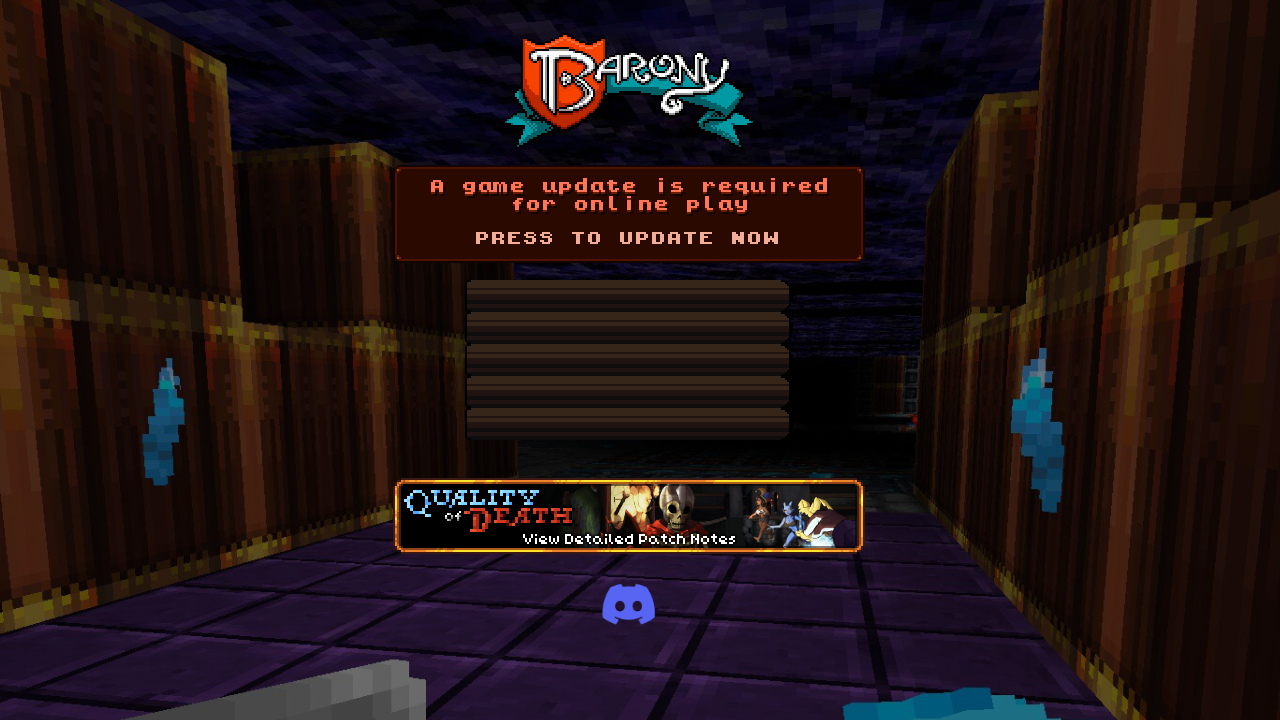 Barony
A game update is required
for online play
PRESS TO UPDATE NOW
Quality
of Death
View Detailed Patch Notes